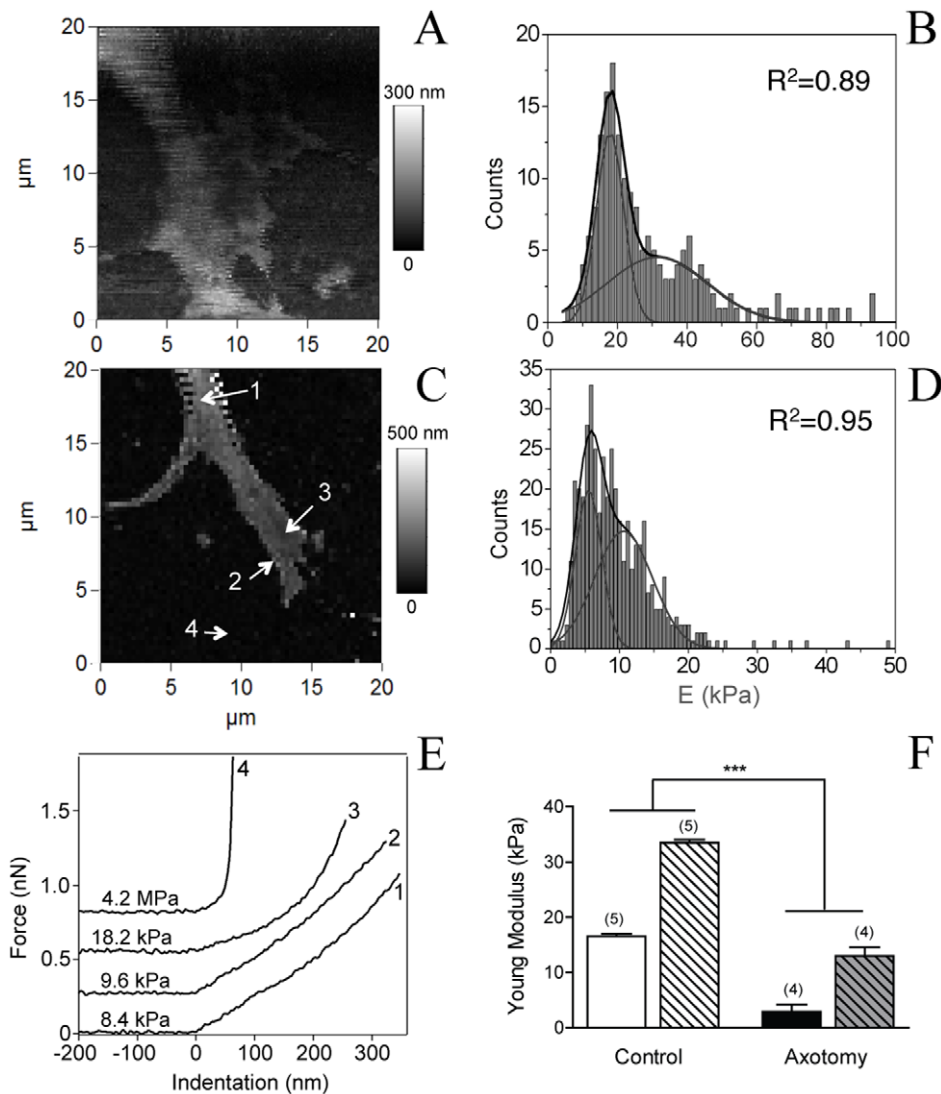 A
20
15
10
5
0
µm
0 5 10 15 20
300 nm
0
B
R²=0.89
20
15
10
5
0
Counts
0 20 40 60 80 100
C
20
15
10
5
0
µm
0 5 10 15 20
µm
1
3
2
4
500 nm
0
D
R²=0.95
35
30
25
20
15
10
5
0
Counts
0 10 20 30 40 50
E (kPa)
E
1.5
1.0
0.5
0
Force (nN)
4
3
2
1
4.2 MPa
18.2 kPa
9.6 kPa
8.4 kPa
-200 -100 0 100 200 300
Indentation (nm)
F
***
40
30
20
10
0
Young Modulus (kPa)
(5)
(5)
(4)
(4)
Control Axotomy